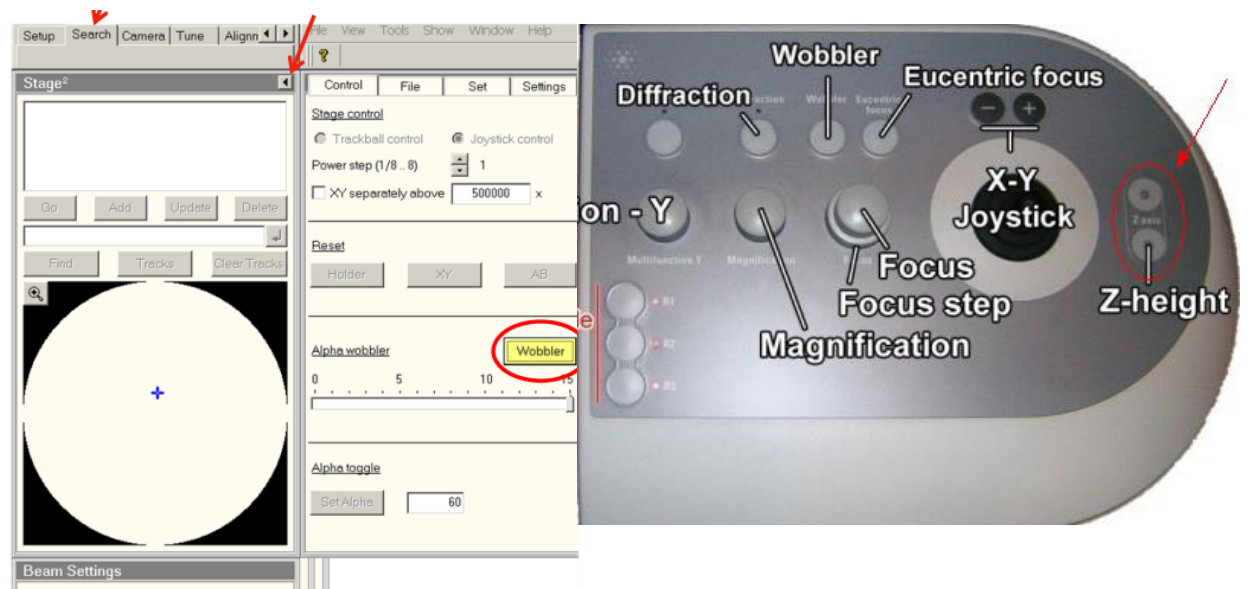 Setup Search Camera Tune
File View Tools Show Window Help
?
Stage²
Control File Set Settings
Stage control
Trackball control Joystick control
Power step (1/8 .. 8) 1
XY separately above 500000 x
Go Add Update Delete
Find Tracks Clear Tracks
Reset
Holder XY AB
Alpha wobbler Wobbler
0 5 10 15
Alpha toggle
Set Alpha 60
Beam Settings
Wobbler
Eucentric focus
Diffraction
X-Y
Joystick
on - Y
Z axis
Multifunction Y Magnification Focus
Focus
Focus step
Z-height
Magnification
R1
R2
R3